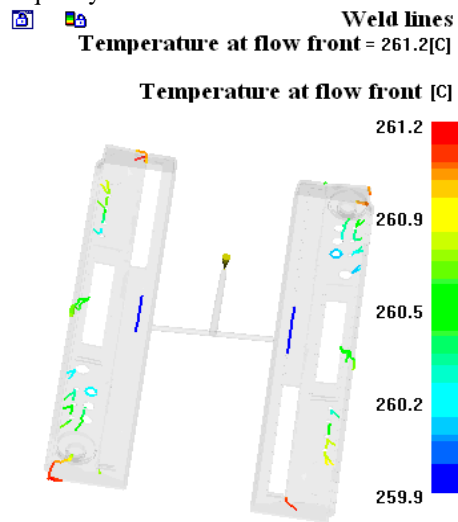 Weld lines
Temperature at flow front = 261.2[C]
Temperature at flow front [C]
261.2
260.9
260.5
260.2
259.9